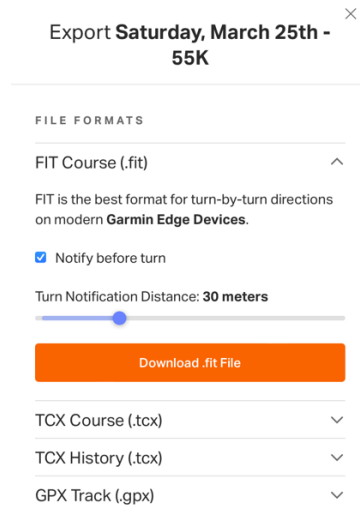 Export Saturday, March 25th -
55K
FILE FORMATS
FIT Course (.fit)
FIT is the best format for turn-by-turn directions
on modern Garmin Edge Devices.
Notify before turn
Turn Notification Distance: 30 meters
Download .fit File
TCX Course (.tcx)
TCX History (.tcx)
GPX Track (.gpx)